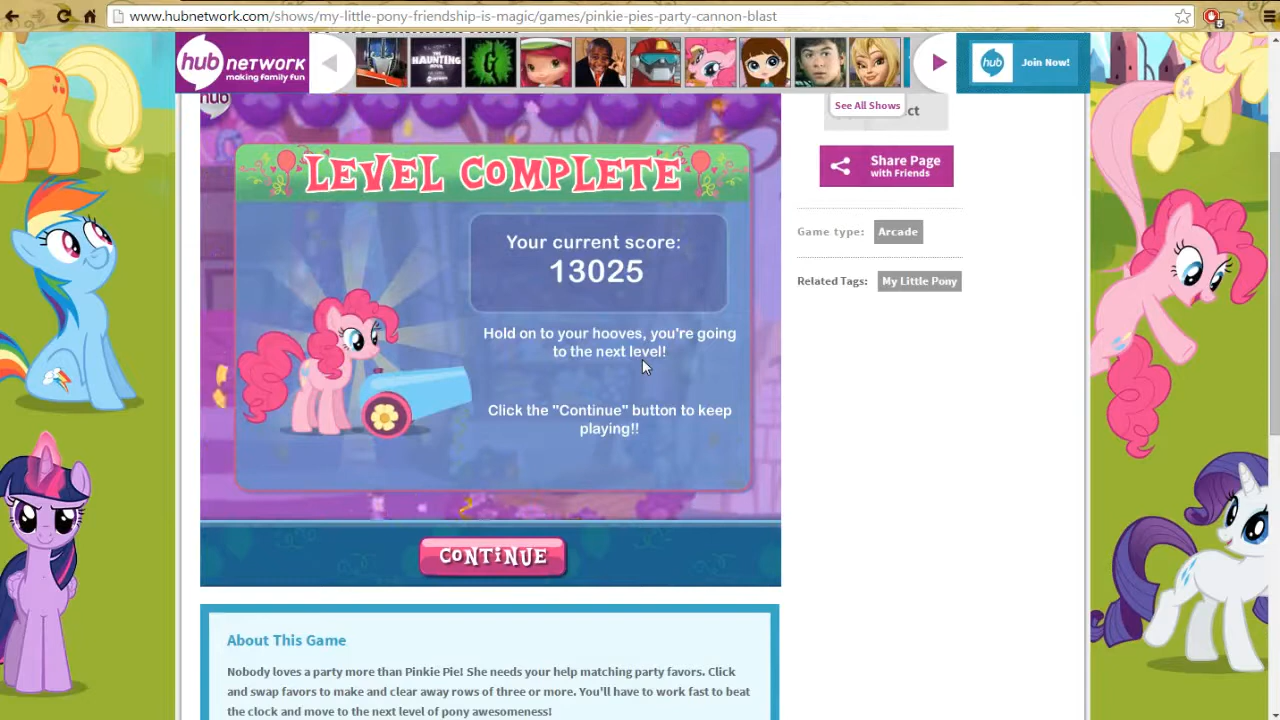 www.hubnetwork.com/shows/my-little-pony-friendship-is-magic/games/pinkie-pies-party-cannon-blast
5
hub
NETWORK
making family fun
THE
HAUNTING
hub
Join Now!
hub
See All Shows
ct
Share Page
with Friends
LEVEL COMPLETE
Your current score:
13025
Hold on to your hooves, you're going
to the next level!
Click the "Continue" button to keep
playing!!
CONTINUE
Game type: Arcade
Related Tags: My Little Pony
About This Game
Nobody loves a party more than Pinkie Pie! She needs your help matching party favors. Click
and swap favors to make and clear away rows of three or more. You'll have to work fast to beat
the clock and move to the next level of pony awesomeness!